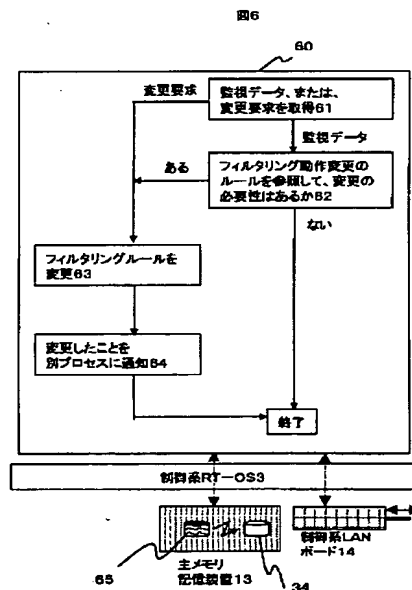 図6
60
変更要求
監視データ、または、
変更要求を取得61
監視データ
ある
フィルタリング動作変更の
ルールを参照して、変更の
必要性はあるか62
ない
フィルタリングルールを
変更63
変更したことを
別プロセスに通知64
終了
制御系RT-OS3
制御系LAN
ボード14
主メモリ
記憶装置13
65
34